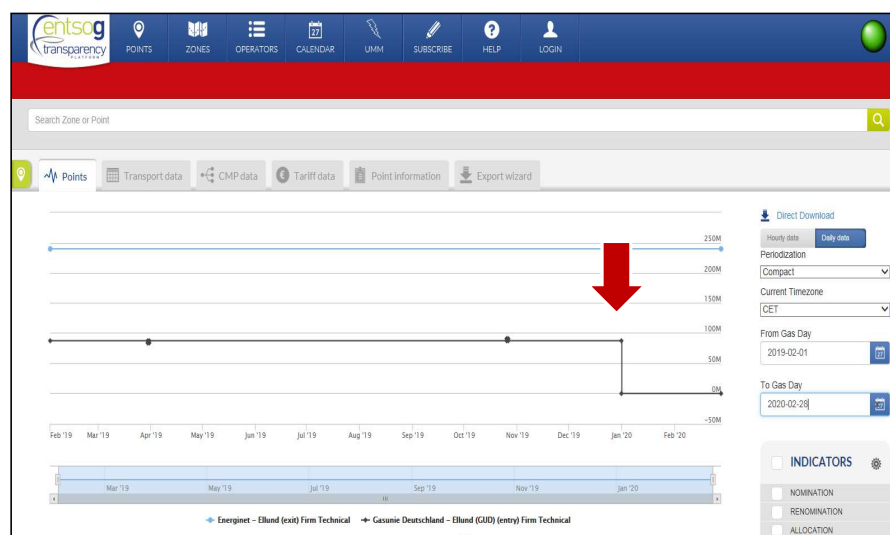 entsog
transparency
PLATFORM
POINTS
ZONES
OPERATORS
27
CALENDAR
UMM
SUBSCRIBE
?
HELP
LOGIN
Search Zone or Point
Points
Transport data
CMP data
€ Tariff data
Point information
Export wizard
Direct Download
Hourly data
Daily data
Periodization
Compact
Current Timezone
CET
From Gas Day
2019-02-01
27
To Gas Day
2020-02-28
INDICATORS
NOMINATION
RENOMINATION
ALLOCATION
250M
200M
150M
100M
50M
0M
-50M
Feb '19 Mar '19 Apr '19 May '19 Jun '19 Jul '19 Aug '19 Sep '19 Oct '19 Nov '19 Dec '19 Jan '20 Feb '20
Mar '19 May '19 Jul '19 Sep '19 Nov '19 Jan '20
Energinet – Ellund (exit) Firm Technical Gasunie Deutschland – Ellund (GUD) (entry) Firm Technical